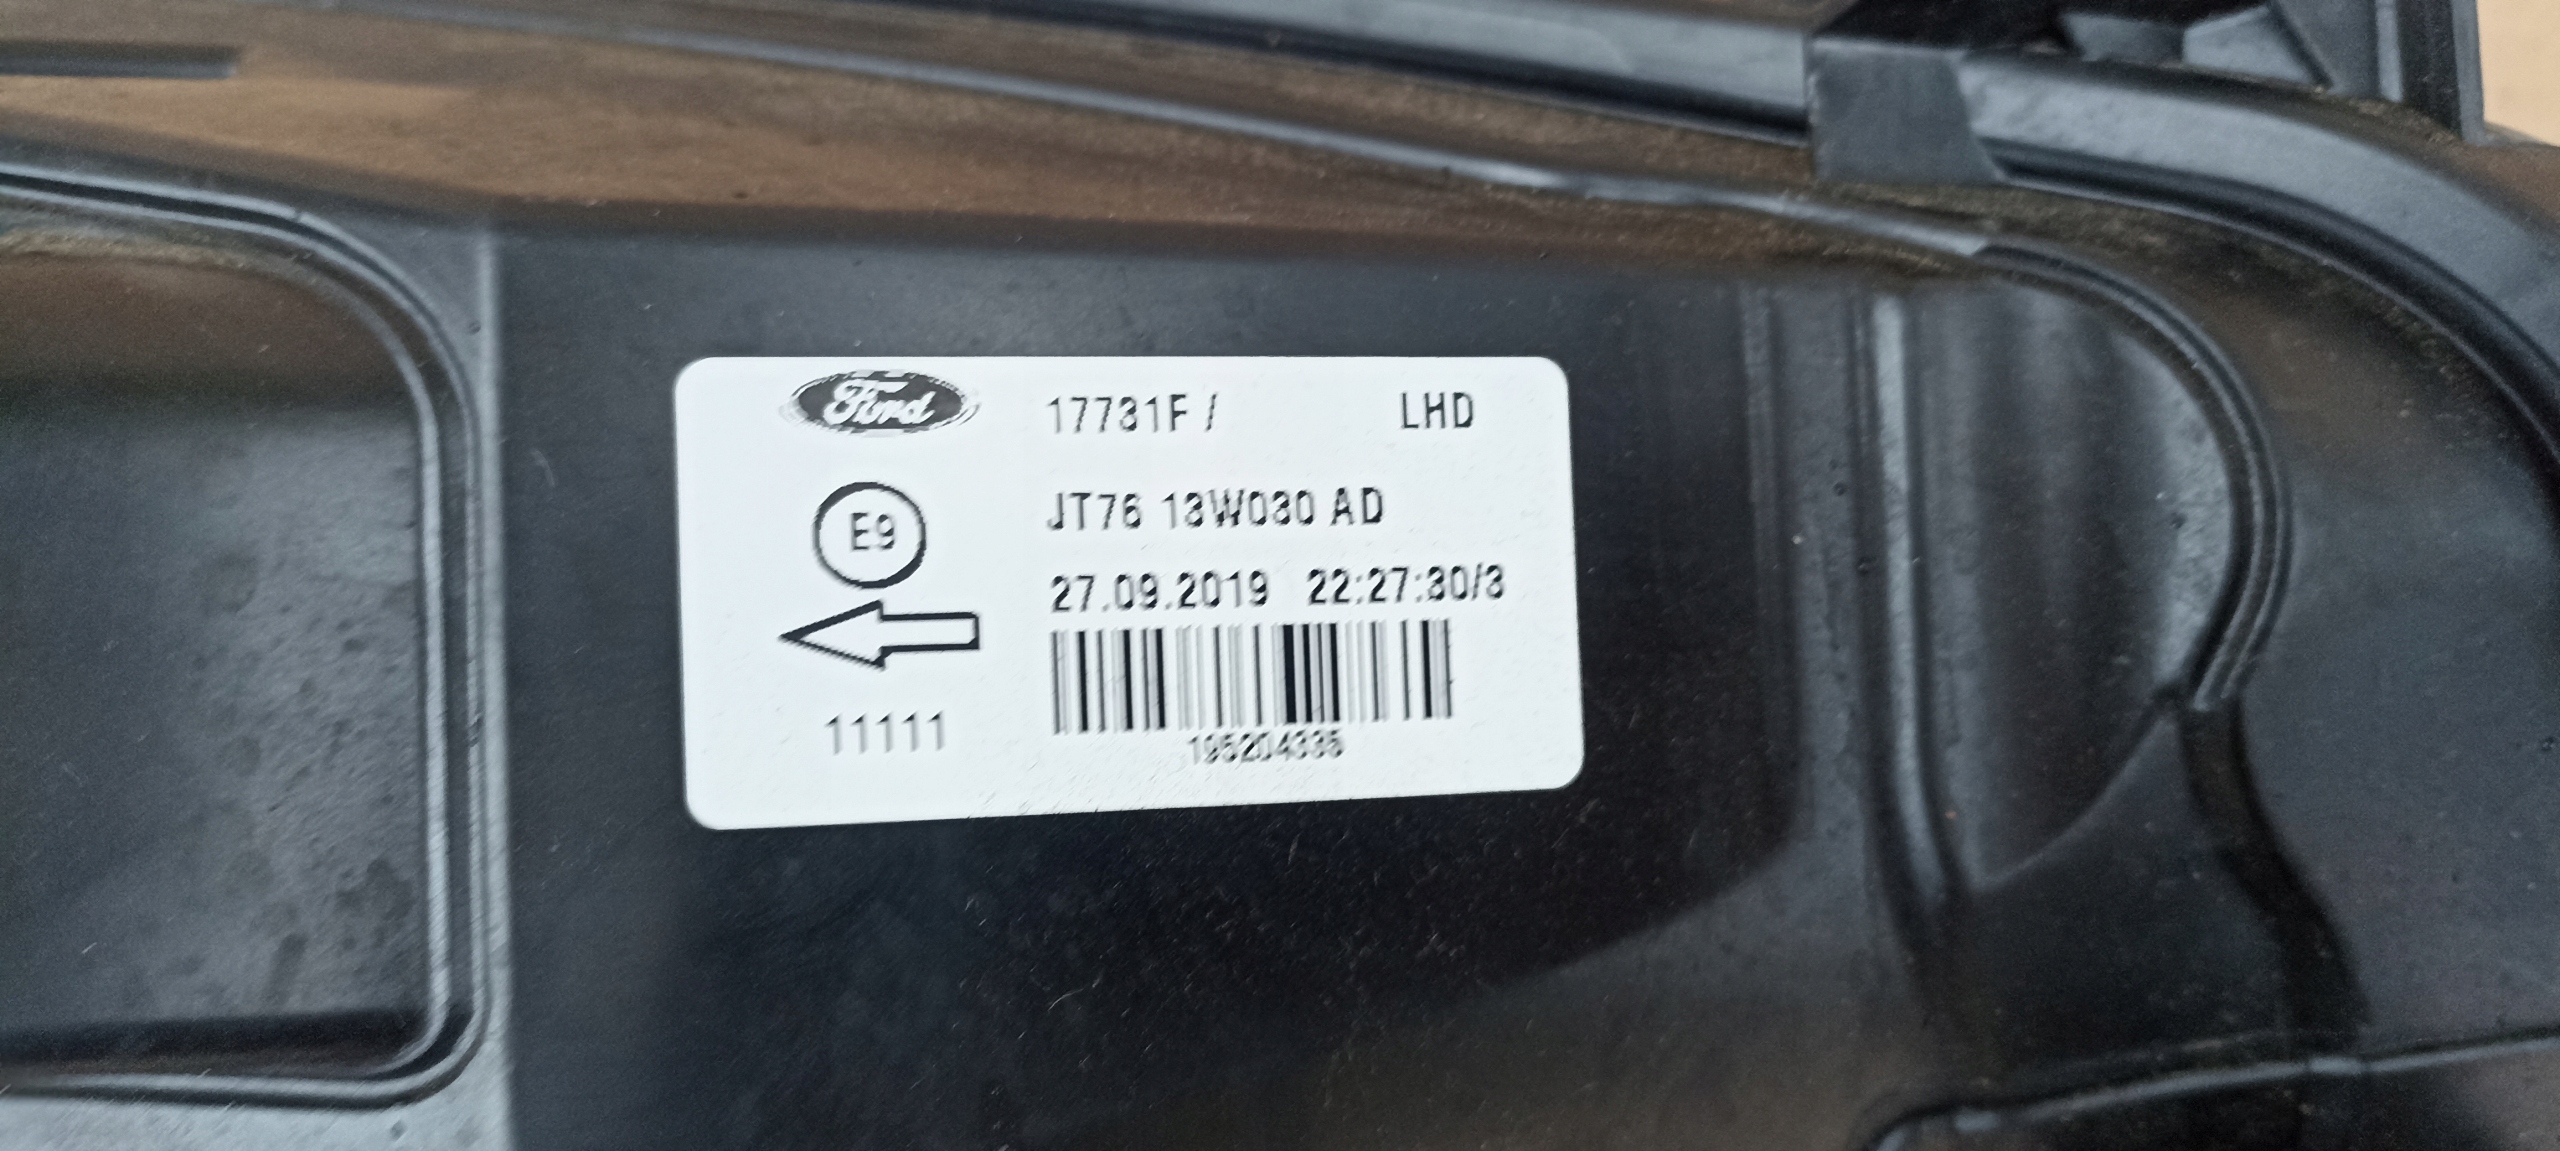 Ford
17731F / LHD
E9
JT76 13W030 AD
27.09.2019 22:27:30/3
11111
195204335